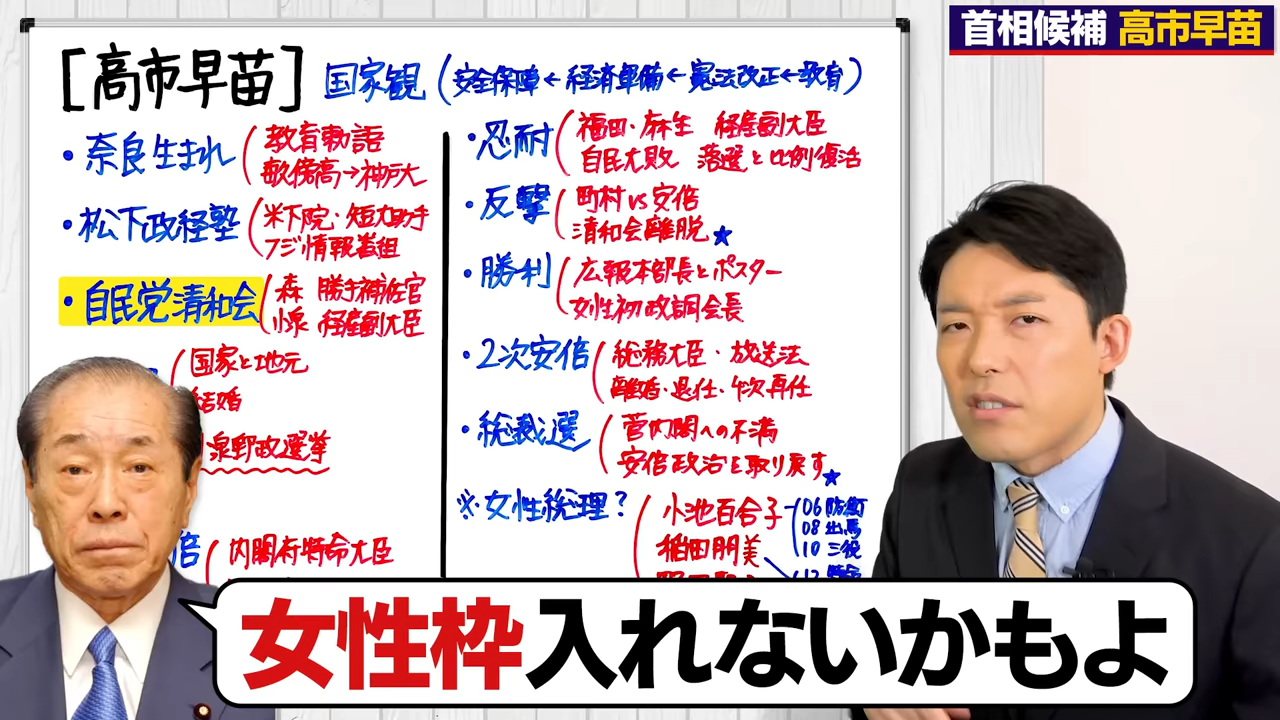 首相候補 高市早苗
[高市早苗] 国家観 (安全保障←経済軍備←憲法改正←教育)
・奈良生まれ
教育勅語
畝傍高→神戸大
・松下政経塾
米下院・短大助手
フジ情報番組
・自民党清和会
森 勝手補佐官
小泉 経産副大臣
国家と地元
結婚
泉野政選挙
倍
内閣府特命大臣
・忍耐
福田・麻生 経産副大臣
自民大敗 落選と比例復活
・反撃
町村vs安倍
清和会離脱★
・勝利
広報本部長とポスター
女性初政調会長
・2次安倍
総務大臣・放送法
離婚・退任・4次再任
・総裁選
菅内閣への不満
安倍政治を取り戻す★
※女性総理?
小池百合子
06 防衛
08 出馬
10 三役
稲田朋美
12
女性枠入れないかもよ